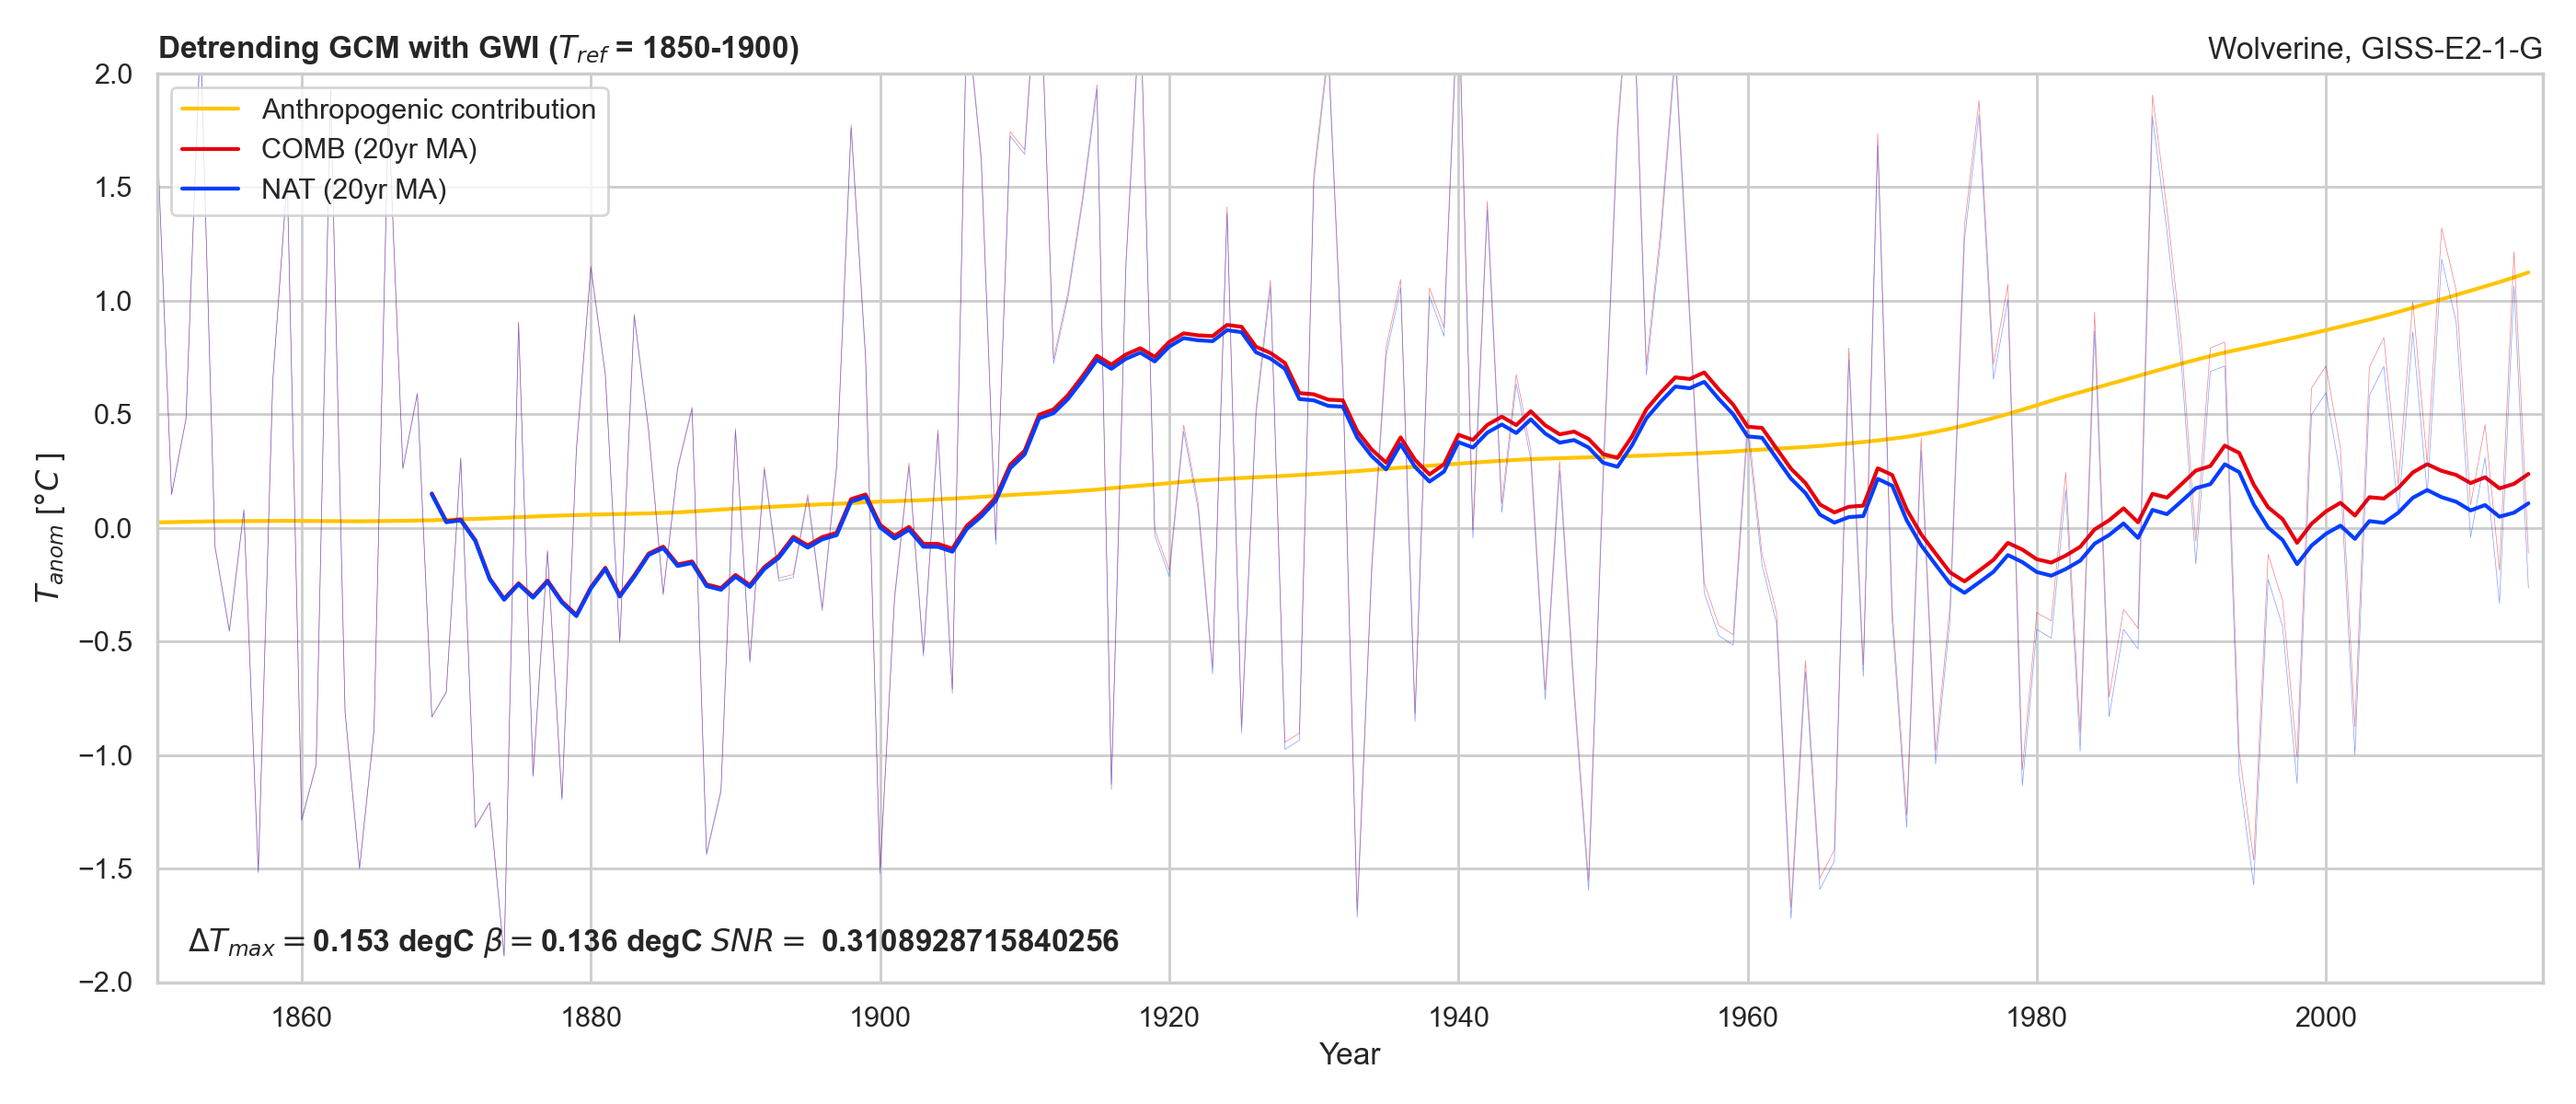 Detrending GCM with GWI (T_ref = 1850-1900)
Wolverine, GISS-E2-1-G
Anthropogenic contribution
COMB (20yr MA)
NAT (20yr MA)
2.0
1.5
1.0
0.5
0.0
−0.5
−1.0
−1.5
−2.0
T_anom [°C ]
ΔT_max = 0.153 degC β = 0.136 degC SNR = 0.3108928715840256
1860 1880 1900 1920 1940 1960 1980 2000
Year